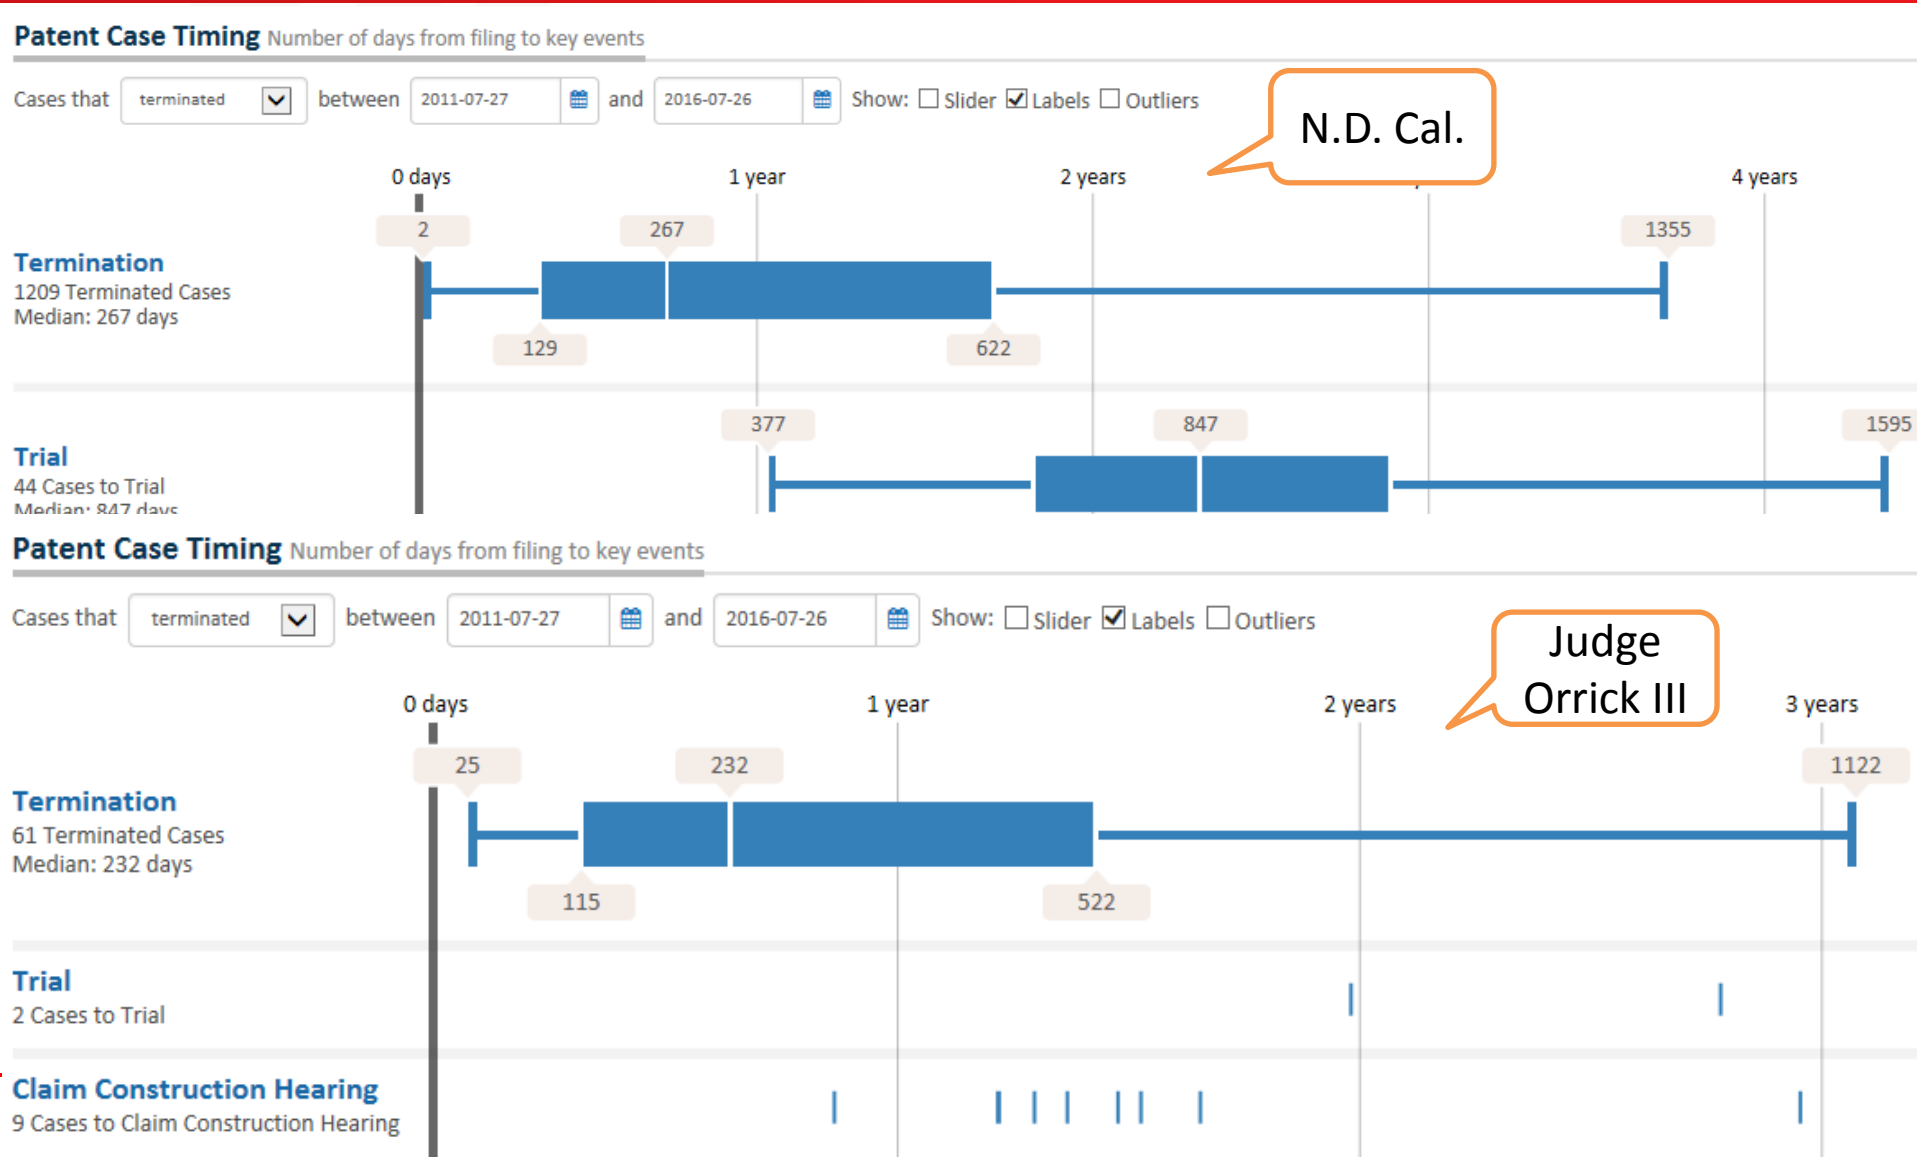 Patent Case Timing Number of days from filing to key events
Cases that terminated between 2011-07-27 and 2016-07-26 Show: Slider Labels Outliers
N.D. Cal.
0 days 1 year 2 years 4 years
2 267 1355
Termination
1209 Terminated Cases
Median: 267 days
129 622
377 847 1595
Trial
44 Cases to Trial
Median: 847 days
Patent Case Timing Number of days from filing to key events
Cases that terminated between 2011-07-27 and 2016-07-26 Show: Slider Labels Outliers
Judge
Orrick III
0 days 1 year 2 years 3 years
25 232 1122
Termination
61 Terminated Cases
Median: 232 days
115 522
Trial
2 Cases to Trial
Claim Construction Hearing
9 Cases to Claim Construction Hearing